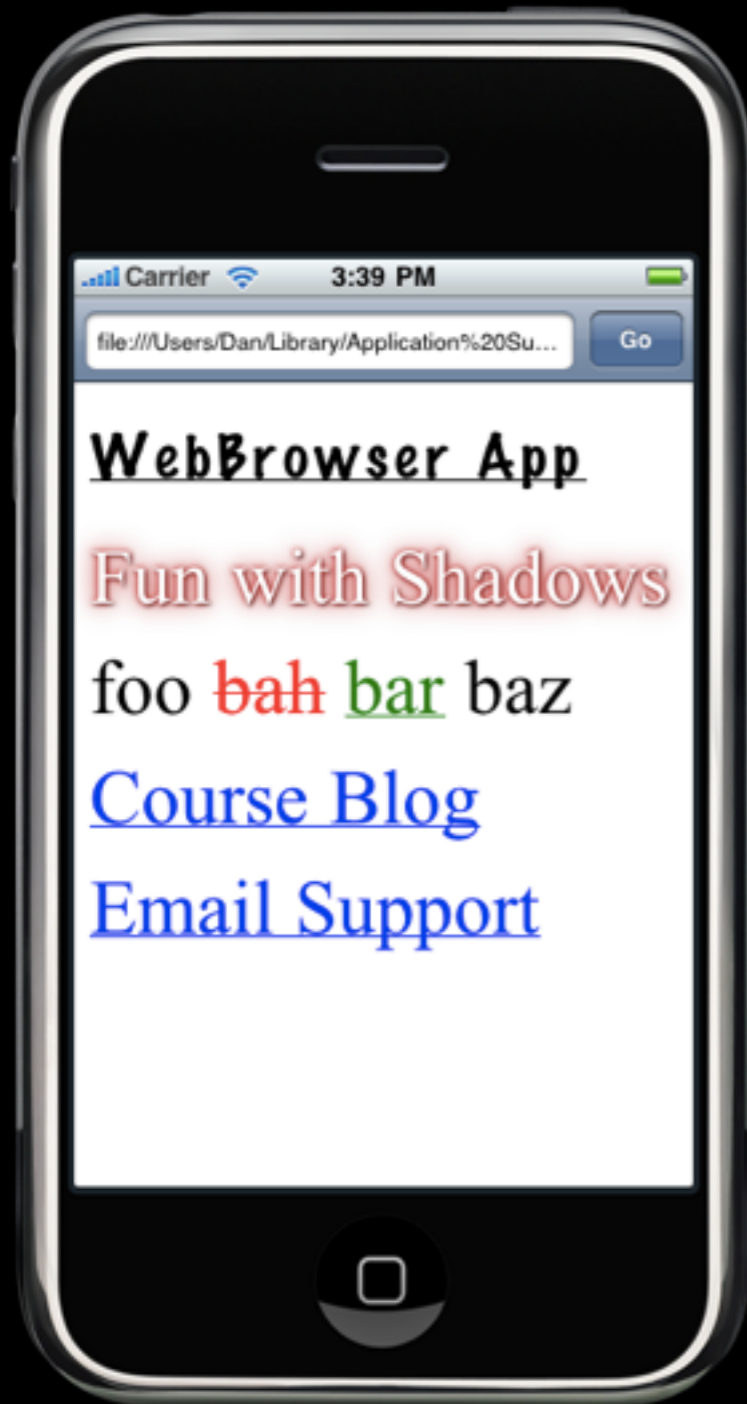 Carrier 3:39 PM
file:///Users/Dan/Library/Application%20Su... Go
WebBrowser App
Fun with Shadows
foo bah bar baz
Course Blog
Email Support